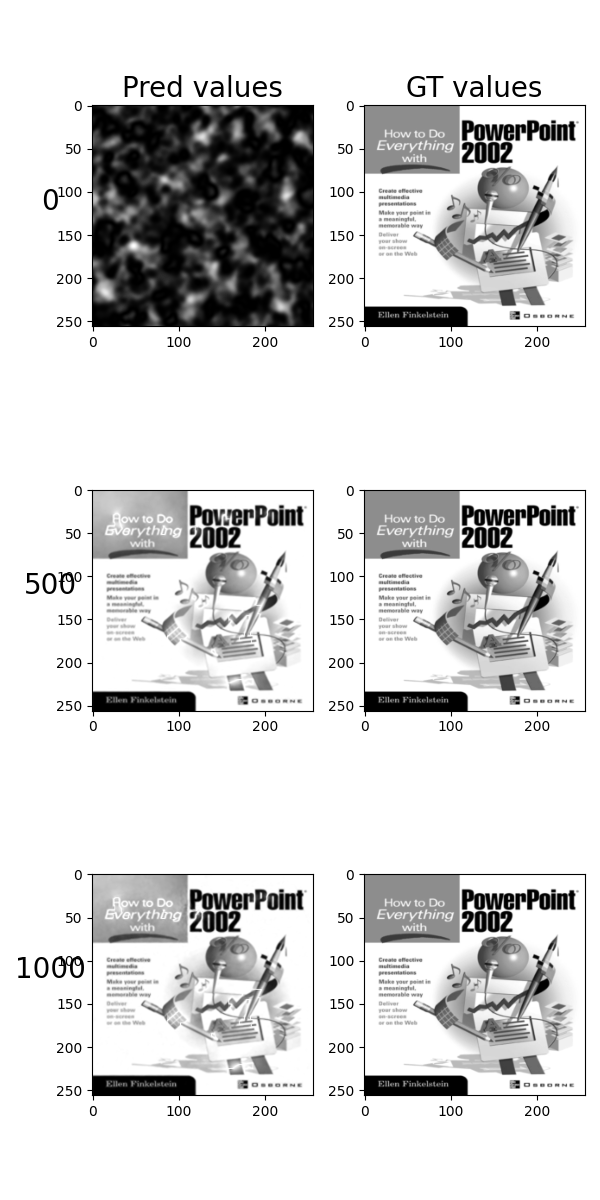 Pred values
GT values
0
0
50
100
150
200
250
0
100
200
0
50
100
150
200
250
0
100
200
How to Do
Everything
with
PowerPoint
2002
Create effective
multimedia
presentations
Make your point in
a meaningful,
memorable way
Deliver
your show
on-screen
or on the Web
Ellen Finkelstein
OSBORNE
500
0
50
100
150
200
250
0
100
200
How to Do
Everything
with
PowerPoint
2002
Create effective
multimedia
presentations
Make your point in
a meaningful,
memorable way
Deliver
your show
on-screen
or on the Web
Ellen Finkelstein
OSBORNE
0
50
100
150
200
250
0
100
200
How to Do
Everything
with
PowerPoint
2002
Create effective
multimedia
presentations
Make your point in
a meaningful,
memorable way
Deliver
your show
on-screen
or on the Web
Ellen Finkelstein
OSBORNE
1000
0
50
100
150
200
250
0
100
200
How to Do
Everything
with
PowerPoint
2002
Create effective
multimedia
presentations
Make your point in
a meaningful,
memorable way
Deliver
your show
on-screen
or on the Web
Ellen Finkelstein
OSBORNE
0
50
100
150
200
250
0
100
200
How to Do
Everything
with
PowerPoint
2002
Create effective
multimedia
presentations
Make your point in
a meaningful,
memorable way
Deliver
your show
on-screen
or on the Web
Ellen Finkelstein
OSBORNE